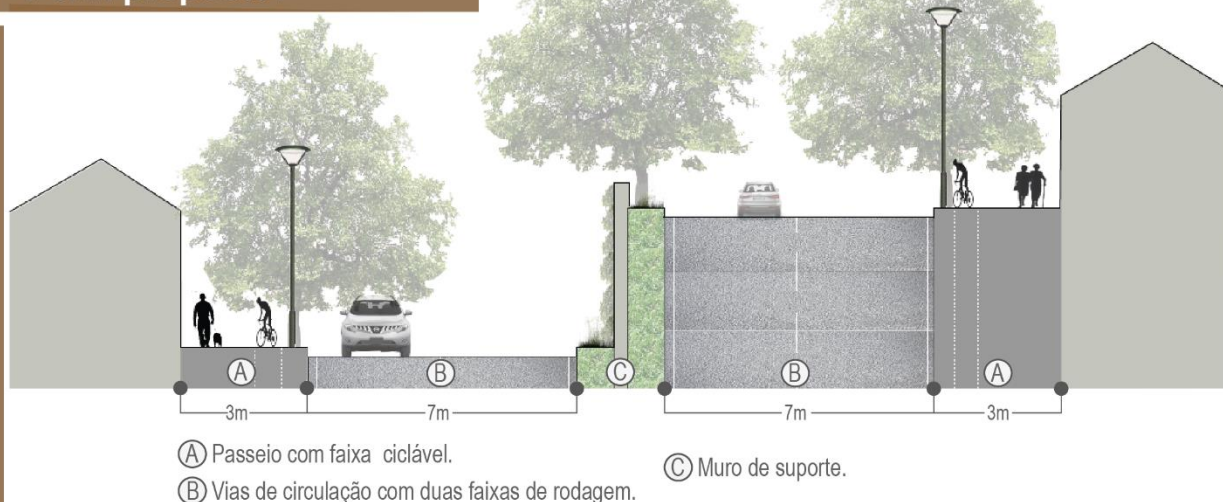 A B C B A
3m 7m 7m 3m
A Passeio com faixa ciclável.
B Vias de circulação com duas faixas de rodagem.
C Muro de suporte.